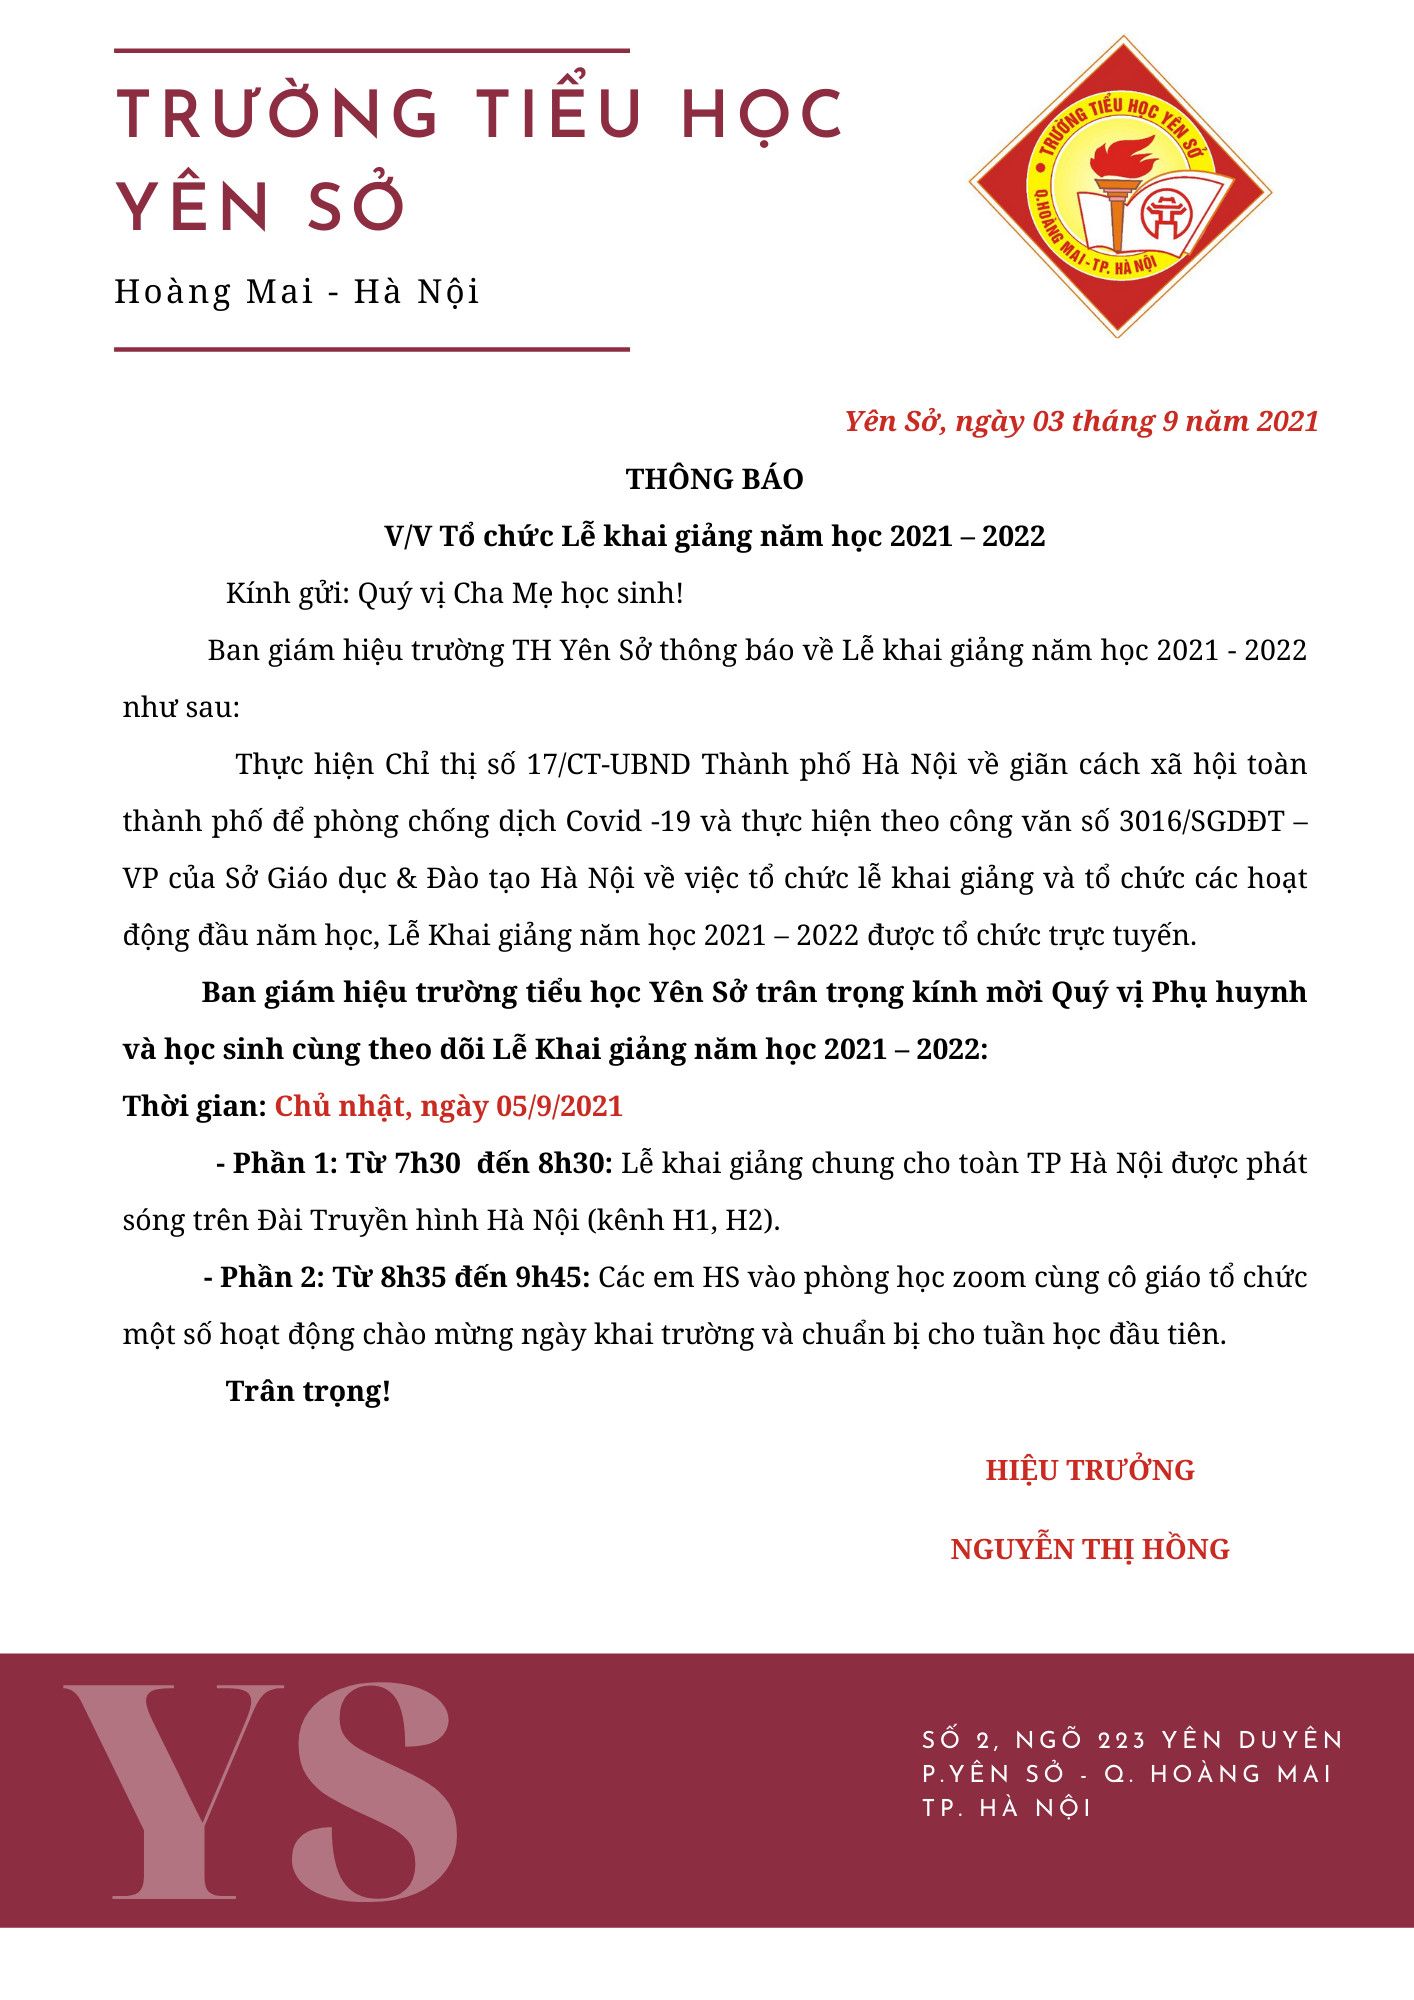 TRƯỜNG TIỂU HỌC
YÊN SỞ
Hoàng Mai - Hà Nội
TRƯỜNG TIỂU HỌC YÊN SỞ
Q.HOÀNG MAI - TP. HÀ NỘI
Yên Sở, ngày 03 tháng 9 năm 2021
THÔNG BÁO
V/V Tổ chức Lễ khai giảng năm học 2021 – 2022
Kính gửi: Quý vị Cha Mẹ học sinh!
Ban giám hiệu trường TH Yên Sở thông báo về Lễ khai giảng năm học 2021 - 2022
như sau:
Thực hiện Chỉ thị số 17/CT-UBND Thành phố Hà Nội về giãn cách xã hội toàn
thành phố để phòng chống dịch Covid -19 và thực hiện theo công văn số 3016/SGDĐT –
VP của Sở Giáo dục & Đào tạo Hà Nội về việc tổ chức lễ khai giảng và tổ chức các hoạt
động đầu năm học, Lễ Khai giảng năm học 2021 – 2022 được tổ chức trực tuyến.
Ban giám hiệu trường tiểu học Yên Sở trân trọng kính mời Quý vị Phụ huynh
và học sinh cùng theo dõi Lễ Khai giảng năm học 2021 – 2022:
Thời gian: Chủ nhật, ngày 05/9/2021
- Phần 1: Từ 7h30 đến 8h30: Lễ khai giảng chung cho toàn TP Hà Nội được phát
sóng trên Đài Truyền hình Hà Nội (kênh H1, H2).
- Phần 2: Từ 8h35 đến 9h45: Các em HS vào phòng học zoom cùng cô giáo tổ chức
một số hoạt động chào mừng ngày khai trường và chuẩn bị cho tuần học đầu tiên.
Trân trọng!
HIỆU TRƯỞNG
NGUYỄN THỊ HỒNG
YS
SỐ 2, NGÕ 223 YÊN DUYÊN
P.YÊN SỞ - Q. HOÀNG MAI
TP. HÀ NỘI